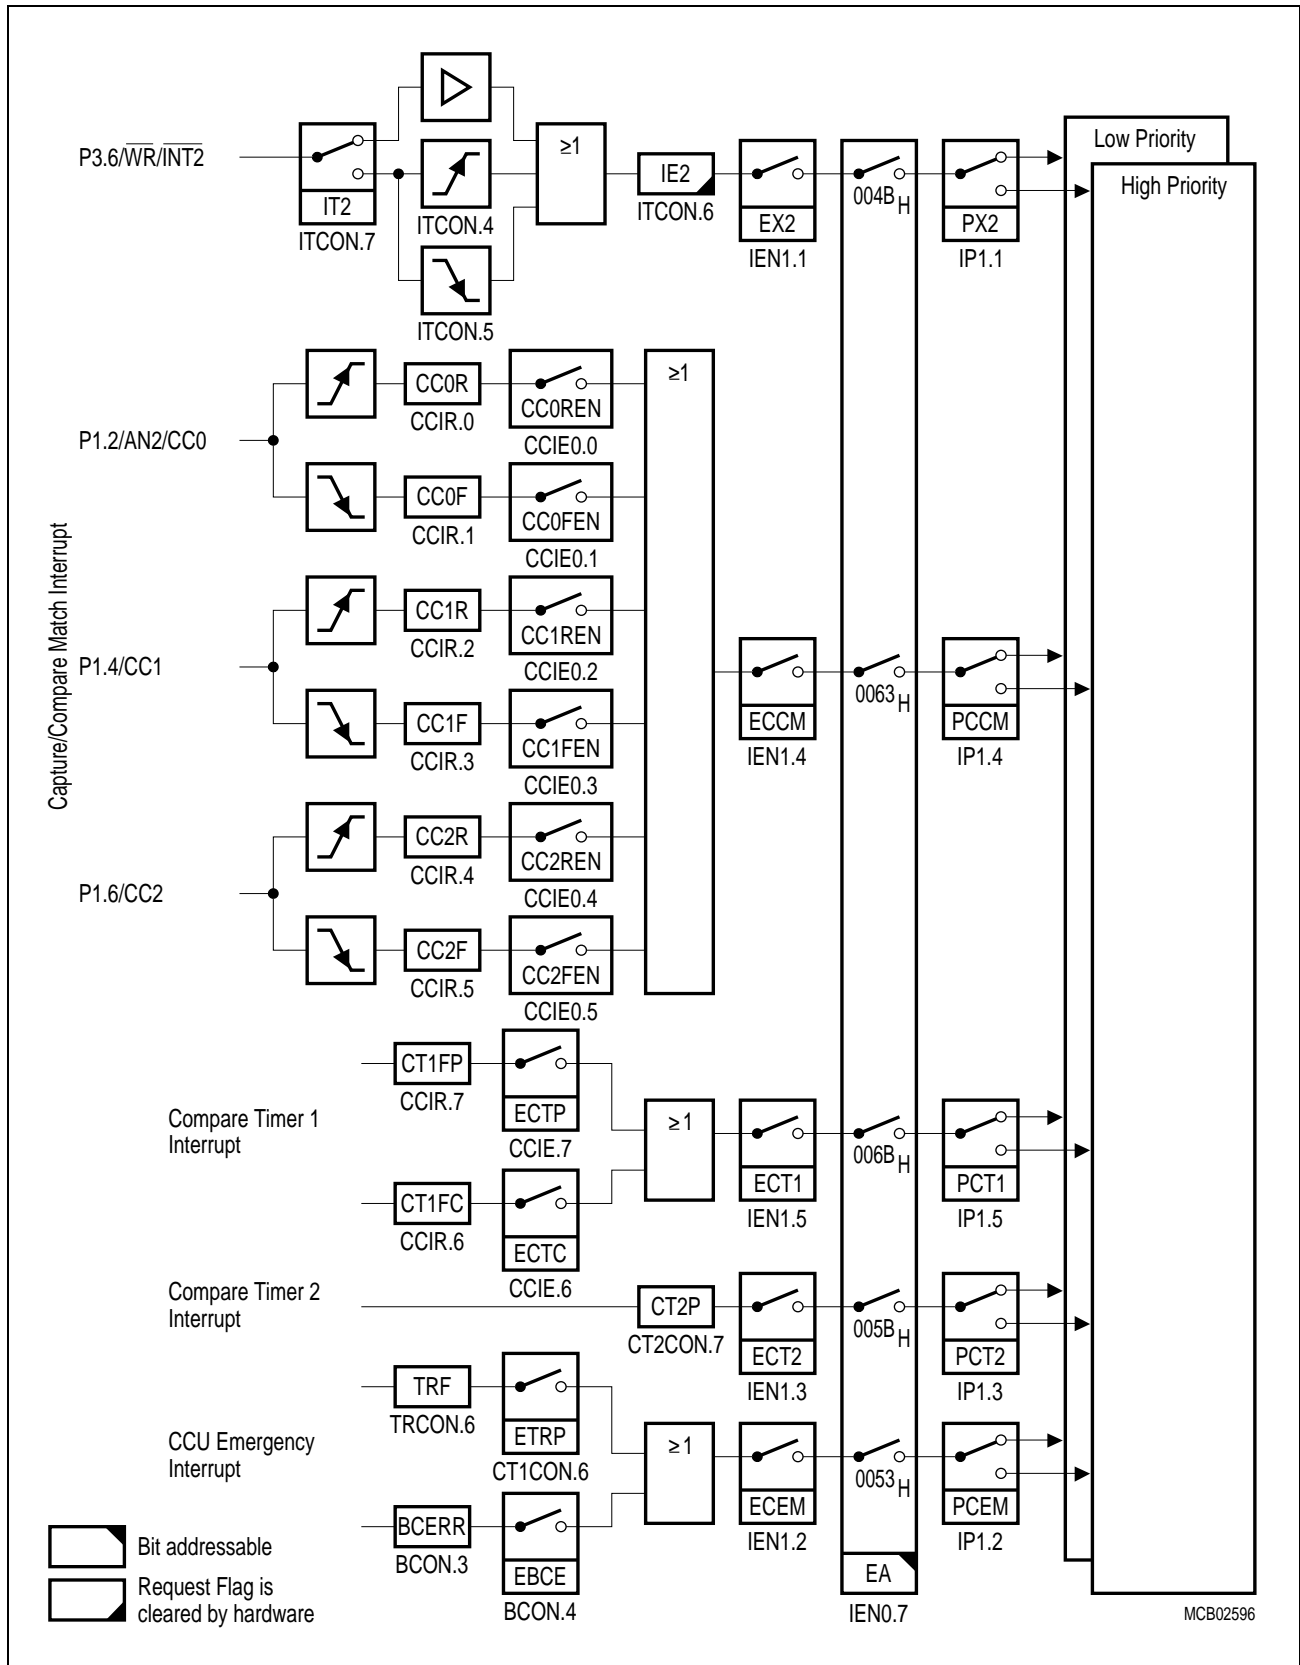 P3.6/WR/INT2
IT2
ITCON.7
ITCON.4
ITCON.5
≥1
IE2
ITCON.6
EX2
IEN1.1
004B H
PX2
IP1.1
Low Priority
High Priority
Capture/Compare Match Interrupt
P1.2/AN2/CC0
CC0R
CCIR.0
CC0REN
CCIE0.0
CC0F
CCIR.1
CC0FEN
CCIE0.1
P1.4/CC1
CC1R
CCIR.2
CC1REN
CCIE0.2
CC1F
CCIR.3
CC1FEN
CCIE0.3
P1.6/CC2
CC2R
CCIR.4
CC2REN
CCIE0.4
CC2F
CCIR.5
CC2FEN
CCIE0.5
≥1
ECCM
IEN1.4
0063 H
PCCM
IP1.4
Compare Timer 1
Interrupt
CT1FP
CCIR.7
ECTP
CCIE.7
CT1FC
CCIR.6
ECTC
CCIE.6
≥1
ECT1
IEN1.5
006B H
PCT1
IP1.5
Compare Timer 2
Interrupt
CT2P
CT2CON.7
ECT2
IEN1.3
005B H
PCT2
IP1.3
CCU Emergency
Interrupt
TRF
TRCON.6
ETRP
CT1CON.6
BCERR
BCON.3
EBCE
BCON.4
≥1
ECEM
IEN1.2
0053 H
PCEM
IP1.2
EA
IEN0.7
Bit addressable
Request Flag is
cleared by hardware
MCB02596